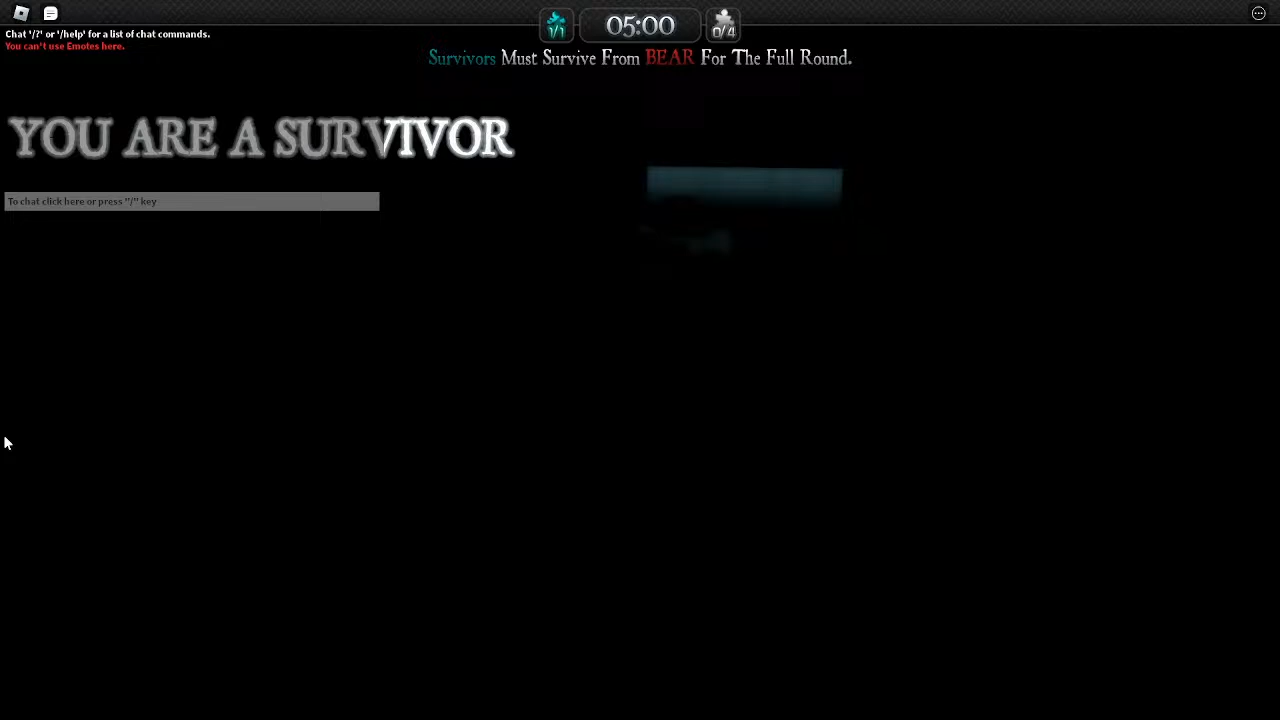 05:00
1/1
0/4
Chat '/?' or '/help' for a list of chat commands.
You can't use Emotes here.
Survivors Must Survive From BEAR For The Full Round.
YOU ARE A SURVIVOR
To chat click here or press "/" key